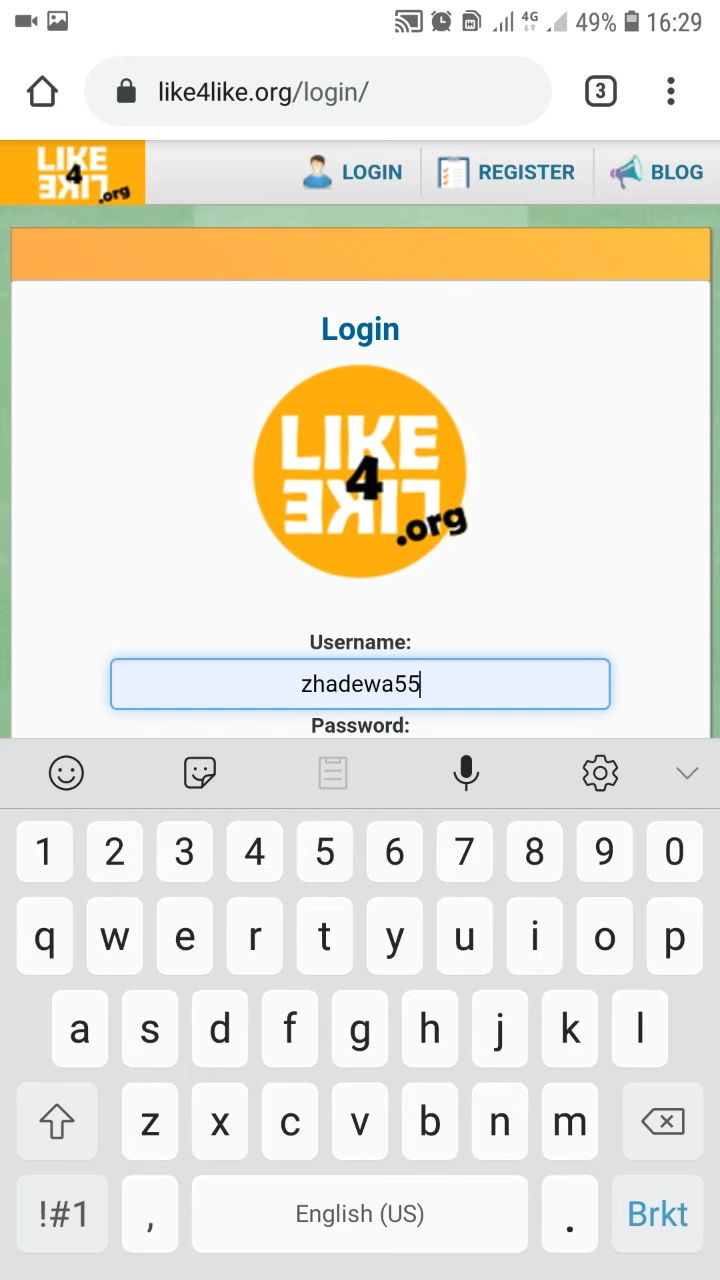 4G 49% 16:29
like4like.org/login/ 3
LIKE 4 LIKE .org LOGIN REGISTER BLOG
Login
LIKE
4
LIKE
.org
Username:
zhadewa55
Password:
1 2 3 4 5 6 7 8 9 0
q w e r t y u i o p
a s d f g h j k l
z x c v b n m
!#1 , English (US) . Brkt